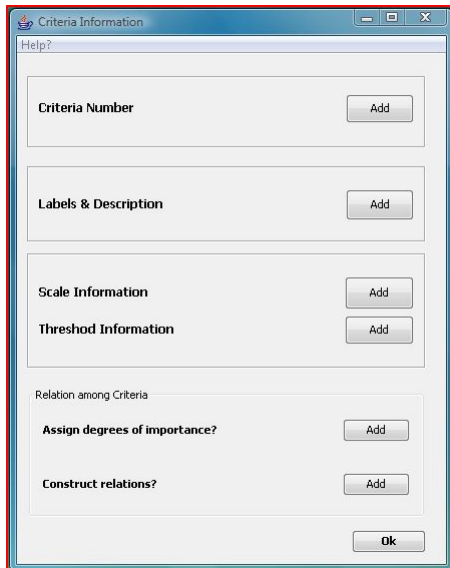 Criteria Information
Help?
Criteria Number Add
Labels & Description Add
Scale Information Add
Threshod Information Add
Relation among Criteria
Assign degrees of importance? Add
Construct relations? Add
Ok